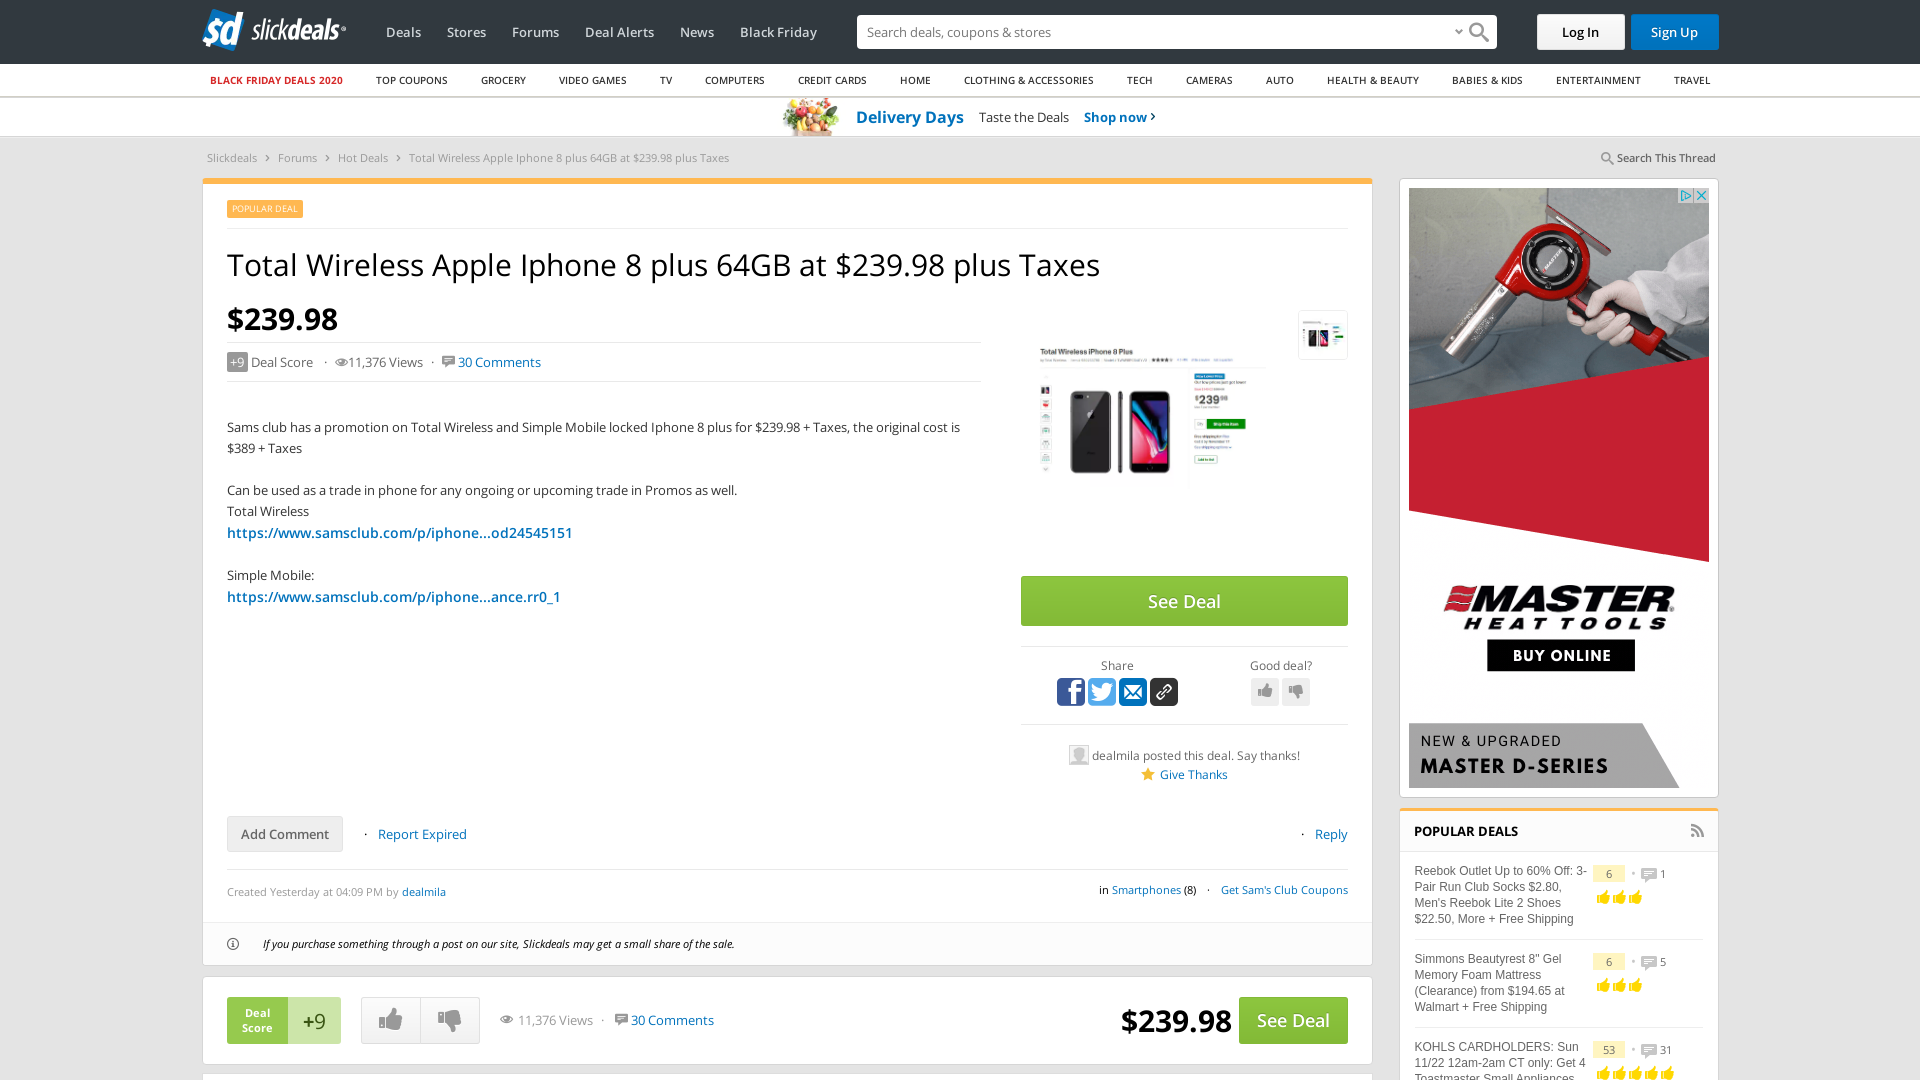 slickdeals
Deals
Stores
Forums
Deal Alerts
News
Black Friday
Search deals, coupons & stores
Log In
Sign Up
BLACK FRIDAY DEALS 2020
TOP COUPONS
GROCERY
VIDEO GAMES
TV
COMPUTERS
CREDIT CARDS
HOME
CLOTHING & ACCESSORIES
TECH
CAMERAS
AUTO
HEALTH & BEAUTY
BABIES & KIDS
ENTERTAINMENT
TRAVEL
Delivery Days Taste the Deals Shop now ›
Slickdeals › Forums › Hot Deals › Total Wireless Apple Iphone 8 plus 64GB at $239.98 plus Taxes
Search This Thread
POPULAR DEAL
Total Wireless Apple Iphone 8 plus 64GB at $239.98 plus Taxes
$239.98
+9 Deal Score · 11,376 Views · 30 Comments
Sams club has a promotion on Total Wireless and Simple Mobile locked Iphone 8 plus for $239.98 + Taxes, the original cost is
$389 + Taxes
Can be used as a trade in phone for any ongoing or upcoming trade in Promos as well.
Total Wireless
https://www.samsclub.com/p/iphone...od24545151
Simple Mobile:
https://www.samsclub.com/p/iphone...ance.rr0_1
Total Wireless iPhone 8 Plus
$239 98
See Deal
Share
Good deal?
dealmila posted this deal. Say thanks!
Give Thanks
Add Comment
· Report Expired
· Reply
Created Yesterday at 04:09 PM by dealmila
in Smartphones (8) · Get Sam's Club Coupons
If you purchase something through a post on our site, Slickdeals may get a small share of the sale.
Deal
Score
+9
11,376 Views · 30 Comments
$239.98
See Deal
MASTER
HEAT TOOLS
BUY ONLINE
NEW & UPGRADED
MASTER D-SERIES
POPULAR DEALS
Reebok Outlet Up to 60% Off: 3-
Pair Run Club Socks $2.80,
Men's Reebok Lite 2 Shoes
$22.50, More + Free Shipping
6 · 1
Simmons Beautyrest 8" Gel
Memory Foam Mattress
(Clearance) from $194.65 at
Walmart + Free Shipping
6 · 5
KOHLS CARDHOLDERS: Sun
11/22 12am-2am CT only: Get 4
Toastmaster Small Appliances
53 · 31